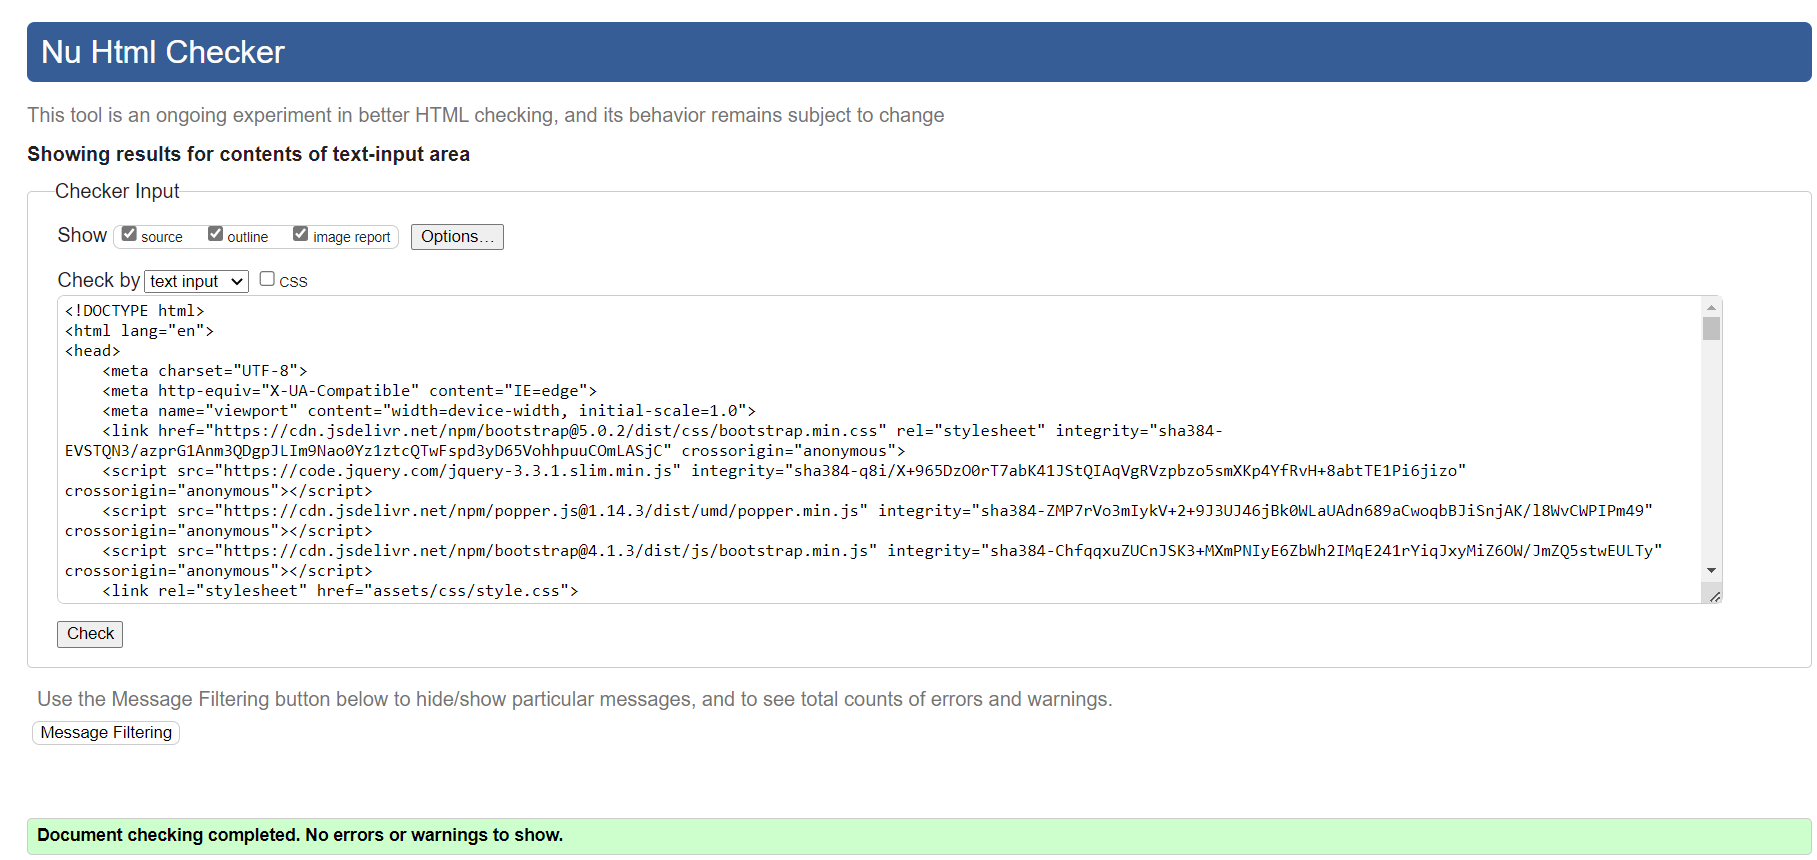 Nu Html Checker
This tool is an ongoing experiment in better HTML checking, and its behavior remains subject to change
Showing results for contents of text-input area
Checker Input
Show source outline image report Options...
Check by text input CSS
<!DOCTYPE html>
<html lang="en">
<head>
    <meta charset="UTF-8">
    <meta http-equiv="X-UA-Compatible" content="IE=edge">
    <meta name="viewport" content="width=device-width, initial-scale=1.0">
    <link href="https://cdn.jsdelivr.net/npm/bootstrap@5.0.2/dist/css/bootstrap.min.css" rel="stylesheet" integrity="sha384-
EVSTQN3/azprG1Anm3QDgpJLIm9Nao0Yz1ztcQTwFspd3yD65VohhpuuCOmLASjC" crossorigin="anonymous">
    <script src="https://code.jquery.com/jquery-3.3.1.slim.min.js" integrity="sha384-q8i/X+965DzO0rT7abK41JStQIAqVgRVzpbzo5smXKp4YfRvH+8abtTE1Pi6jizo"
crossorigin="anonymous"></script>
    <script src="https://cdn.jsdelivr.net/npm/popper.js@1.14.3/dist/umd/popper.min.js" integrity="sha384-ZMP7rVo3mIykV+2+9J3UJ46jBk0WLaUAdn689aCwoqbBJiSnjAK/l8WvCWPIPm49"
crossorigin="anonymous"></script>
    <script src="https://cdn.jsdelivr.net/npm/bootstrap@4.1.3/dist/js/bootstrap.min.js" integrity="sha384-ChfqqxuZUCnJSK3+MXmPNIyE6ZbWh2IMqE241rYiqJxyMiZ6OW/JmZQ5stwEULTy"
crossorigin="anonymous"></script>
    <link rel="stylesheet" href="assets/css/style.css">
Check
Use the Message Filtering button below to hide/show particular messages, and to see total counts of errors and warnings.
Message Filtering
Document checking completed. No errors or warnings to show.